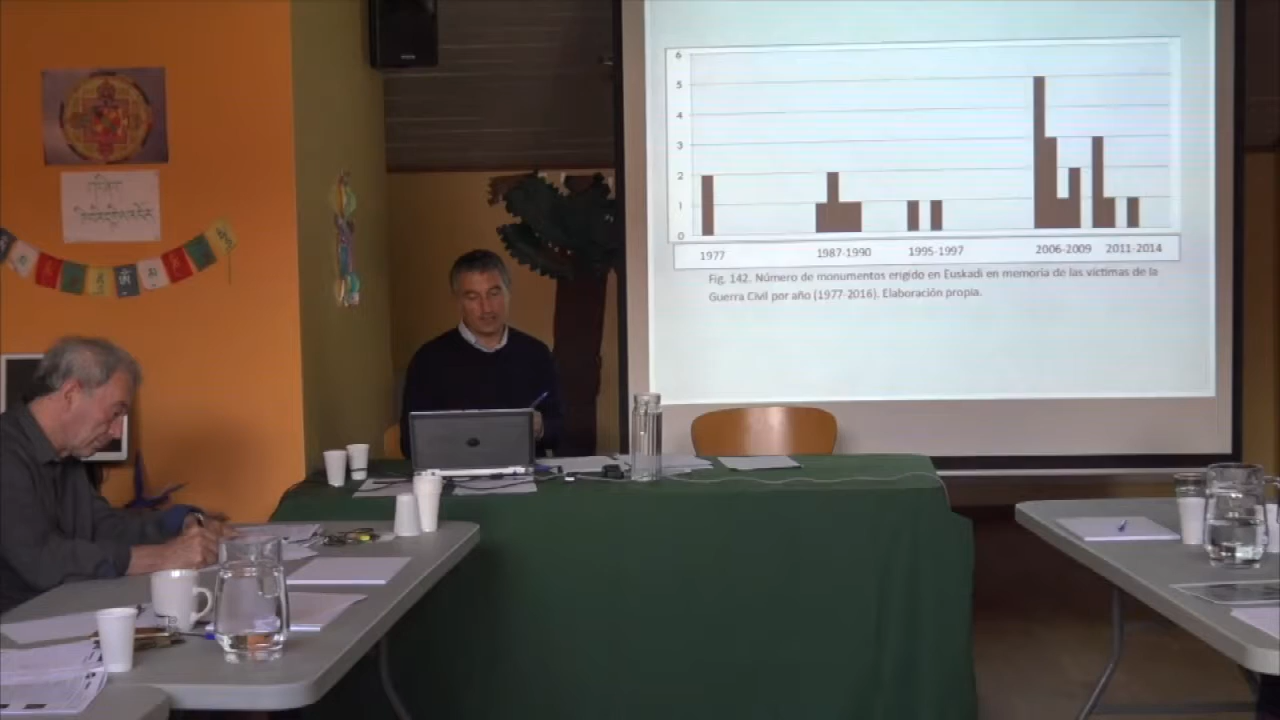 6
5
4
3
2
1
0
1977 1987-1990 1995-1997 2006-2009 2011-2014
Fig. 142. Número de monumentos erigido en Euskadi en memoria de las víctimas de la
Guerra Civil por año (1977-2016). Elaboración propia.